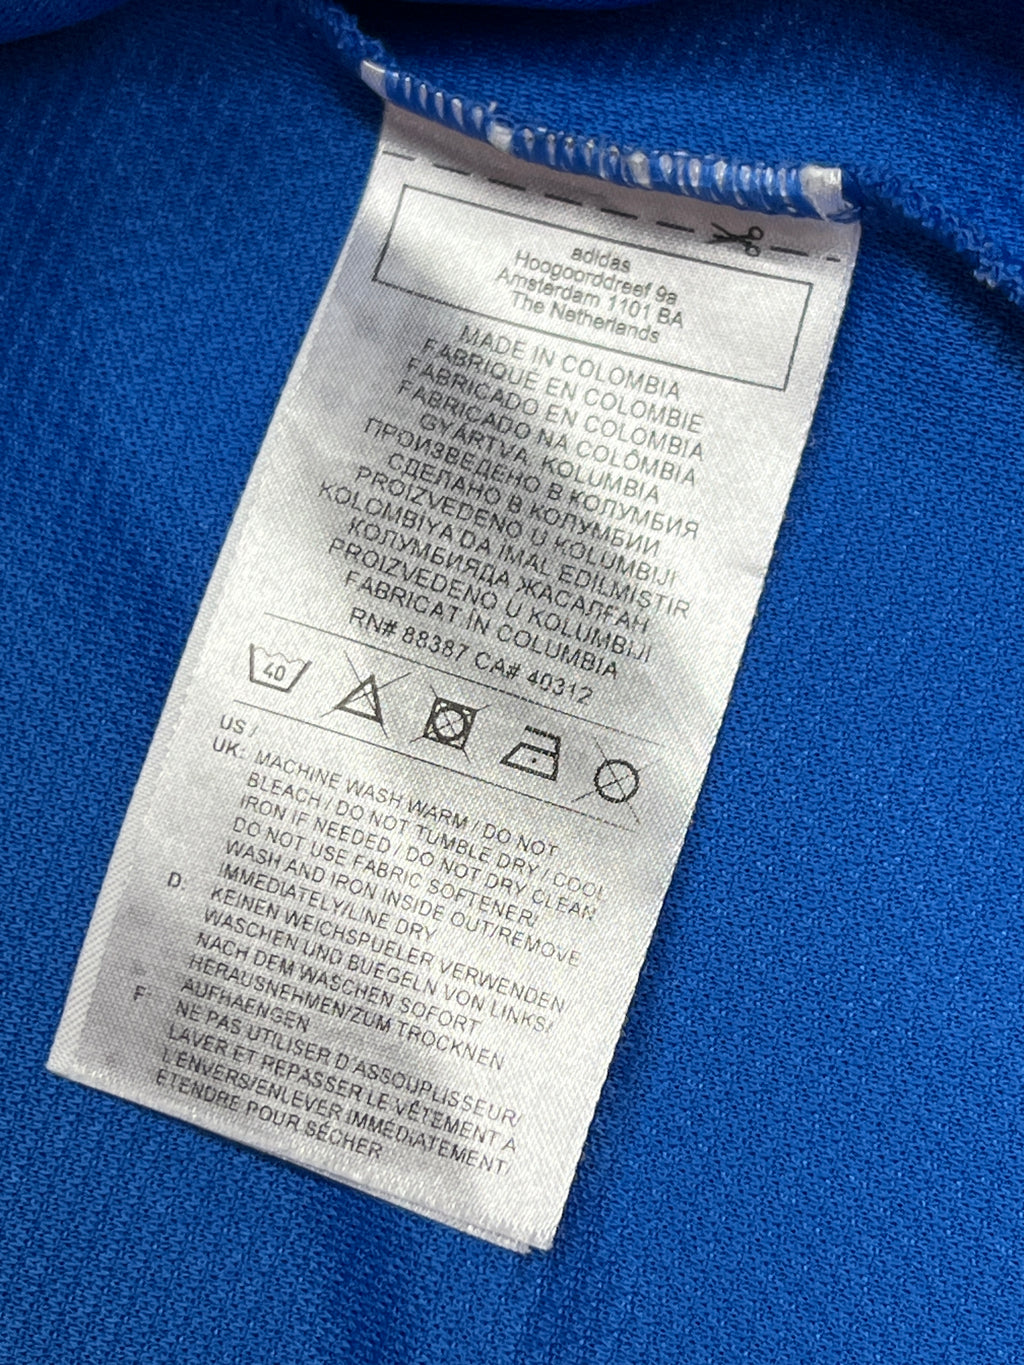 adidas
Hoogoorddreef 9a
Amsterdam 1101 BA
The Netherlands
MADE IN COLOMBIA
FABRIQUÉ EN COLOMBIE
FABRICADO EN COLOMBIA
FABRICADO NA COLÔMBIA
GYÁRTVA: KOLUMBIA
ПРОИЗВЕДЕНО В КОЛУМБИЯ
СДЕЛАНО В КОЛУМБИИ
PROIZVEDENO U KOLUMBIJI
KOLOMBIYA DA IMAL EDILMISTIR
КОЛУМБИЯДА ЖАСАЛҒАН
PROIZVEDENO U KOLUMBIJI
FABRICAT ÎN COLUMBIA
RN# 88387 CA# 40312
40
US /
UK: MACHINE WASH WARM / DO NOT
BLEACH / DO NOT TUMBLE DRY / COOL
IRON IF NEEDED / DO NOT DRY CLEAN
DO NOT USE FABRIC SOFTENER/
WASH AND IRON INSIDE OUT/REMOVE
IMMEDIATELY/LINE DRY
D: KEINEN WEICHSPUELER VERWENDEN
WASCHEN UND BUEGELN VON LINKS/
NACH DEM WASCHEN SOFORT
HERAUSNEHMEN/ZUM TROCKNEN
AUFHAENGEN
F: NE PAS UTILISER D'ASSOUPLISSEUR/
LAVER ET REPASSER LE VÊTEMENT A
L'ENVERS/ENLEVER IMMÉDIATEMENT/
ETENDRE POUR SÉCHER